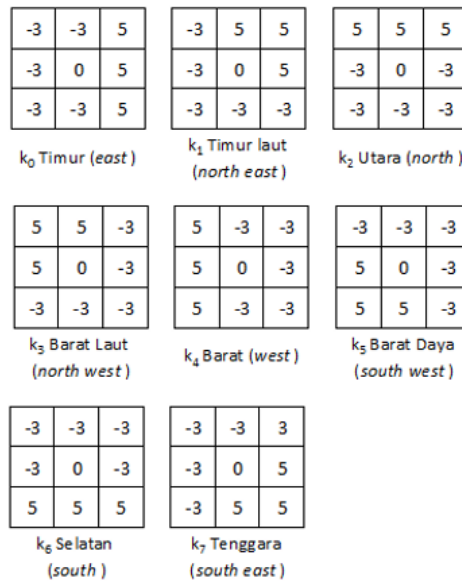 -3 -3 5 -3 5 5 5 5 5
-3 0 5 -3 0 5 -3 0 -3
-3 -3 5 -3 -3 -3 -3 -3 -3
k₀ Timur (east ) k₁ Timur laut k₂ Utara (north )
(north east )
5 5 -3 5 -3 -3 -3 -3 -3
5 0 -3 5 0 -3 5 0 -3
-3 -3 -3 5 -3 -3 5 5 -3
k₃ Barat Laut k₄ Barat (west ) k₅ Barat Daya
(north west ) (south west )
-3 -3 -3 -3 -3 3
-3 0 -3 -3 0 5
5 5 5 -3 5 5
k₆ Selatan k₇ Tenggara
(south ) (south east )